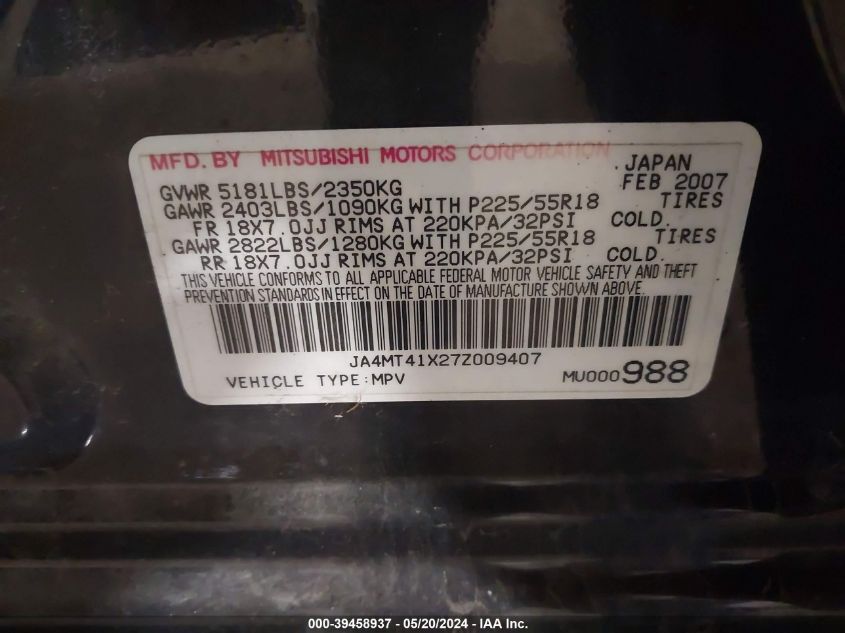 MFD. BY MITSUBISHI MOTORS CORPORATION . JAPAN
GVWR 5181LBS/2350KG FEB 2007
GAWR 2403LBS/1090KG WITH P225/55R18 TIRES
FR 18X7.0JJ RIMS AT 220KPA/32PSI COLD.
GAWR 2822LBS/1280KG WITH P225/55R18 TIRES
RR 18X7.0JJ RIMS AT 220KPA/32PSI COLD.
THIS VEHICLE CONFORMS TO ALL APPLICABLE FEDERAL MOTOR VEHICLE SAFETY AND THEFT
PREVENTION STANDARDS IN EFFECT ON THE DATE OF MANUFACTURE SHOWN ABOVE.
JA4MT41X27Z009407
VEHICLE TYPE:MPV MU000988
000-39458937 - 05/20/2024 - IAA Inc.